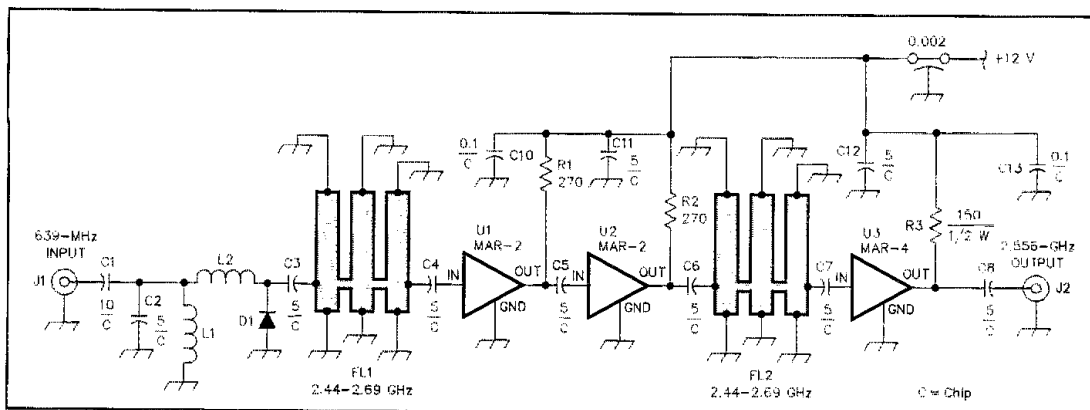 0.002
+12 V
0.1
C
C10
R1
270
C11
5
C
R2
270
C12
5
C
C13
0.1
C
R3
150
1/2 W
639-MHz
INPUT
J1
C1
10
C
C2
5
C
L1
L2
D1
C3
5
C
FL1
2.44-2.69 GHz
C4
5
C
U1
MAR-2
IN
OUT
GND
C5
5
C
U2
MAR-2
IN
OUT
GND
C6
5
C
FL2
2.44-2.69 GHz
C7
5
C
U3
MAR-4
IN
OUT
GND
C8
5
C
2.556-GHz
OUTPUT
J2
C = Chip